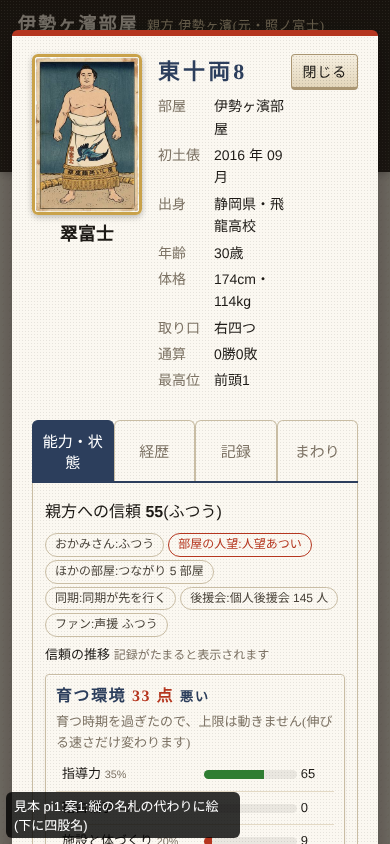 伊勢ヶ濱部屋 親方 伊勢ヶ濱(元・照ノ富士)
東十両8
閉じる
部屋 伊勢ヶ濱部
屋
初土俵 2016 年 09
月
出身 静岡県・飛
龍高校
年齢 30歳
体格 174cm・
114kg
取り口 右四つ
通算 0勝0敗
最高位 前頭1
翠富士
能力・状
態
経歴
記録
まわり
親方への信頼 55(ふつう)
おかみさん:ふつう 部屋の人望:人望あつい
ほかの部屋:つながり 5 部屋
同期:同期が先を行く 後援会:個人後援会 145 人
ファン:声援 ふつう
信頼の推移 記録がたまると表示されます
育つ環境 33 点 悪い
育つ時期を過ぎたので、上限は動きません(伸び
る速さだけ変わります)
指導力 35% 65
0
見本 pi1:案1:縦の名札の代わりに絵
(下に四股名)
施設と体づくり 20% 9